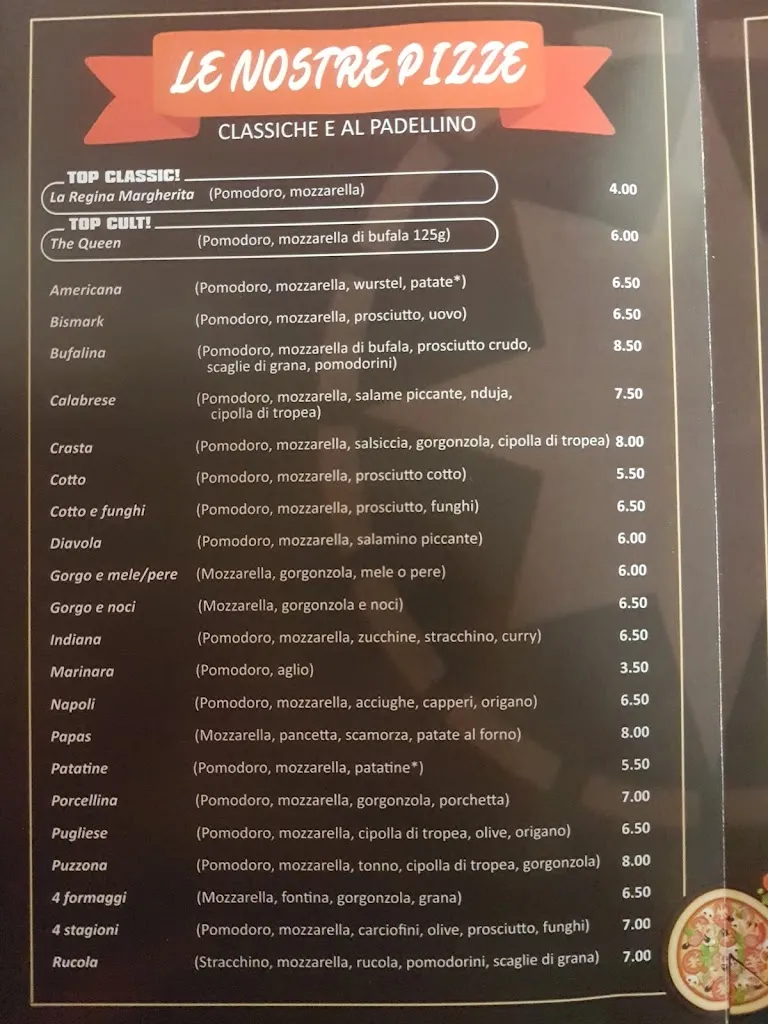 LE NOSTRE PIZZE
CLASSICHE E AL PADELLINO
TOP CLASSIC!
La Regina Margherita (Pomodoro, mozzarella) 4.00
TOP CULT!
The Queen (Pomodoro, mozzarella di bufala 125g) 6.00
Americana (Pomodoro, mozzarella, wurstel, patate*) 6.50
Bismark (Pomodoro, mozzarella, prosciutto, uovo) 6.50
Bufalina (Pomodoro, mozzarella di bufala, prosciutto crudo, 8.50
scaglie di grana, pomodorini)
Calabrese (Pomodoro, mozzarella, salame piccante, nduja, 7.50
cipolla di tropea)
Crasta (Pomodoro, mozzarella, salsiccia, gorgonzola, cipolla di tropea) 8.00
Cotto (Pomodoro, mozzarella, prosciutto cotto) 5.50
Cotto e funghi (Pomodoro, mozzarella, prosciutto, funghi) 6.50
Diavola (Pomodoro, mozzarella, salamino piccante) 6.00
Gorgo e mele/pere (Mozzarella, gorgonzola, mele o pere) 6.00
Gorgo e noci (Mozzarella, gorgonzola e noci) 6.50
Indiana (Pomodoro, mozzarella, zucchine, stracchino, curry) 6.50
Marinara (Pomodoro, aglio) 3.50
Napoli (Pomodoro, mozzarella, acciughe, capperi, origano) 6.50
Papas (Mozzarella, pancetta, scamorza, patate al forno) 8.00
Patatine (Pomodoro, mozzarella, patatine*) 5.50
Porcellina (Pomodoro, mozzarella, gorgonzola, porchetta) 7.00
Pugliese (Pomodoro, mozzarella, cipolla di tropea, olive, origano) 6.50
Puzzona (Pomodoro, mozzarella, tonno, cipolla di tropea, gorgonzola) 8.00
4 formaggi (Mozzarella, fontina, gorgonzola, grana) 6.50
4 stagioni (Pomodoro, mozzarella, carciofini, olive, prosciutto, funghi) 7.00
Rucola (Stracchino, mozzarella, rucola, pomodorini, scaglie di grana) 7.00